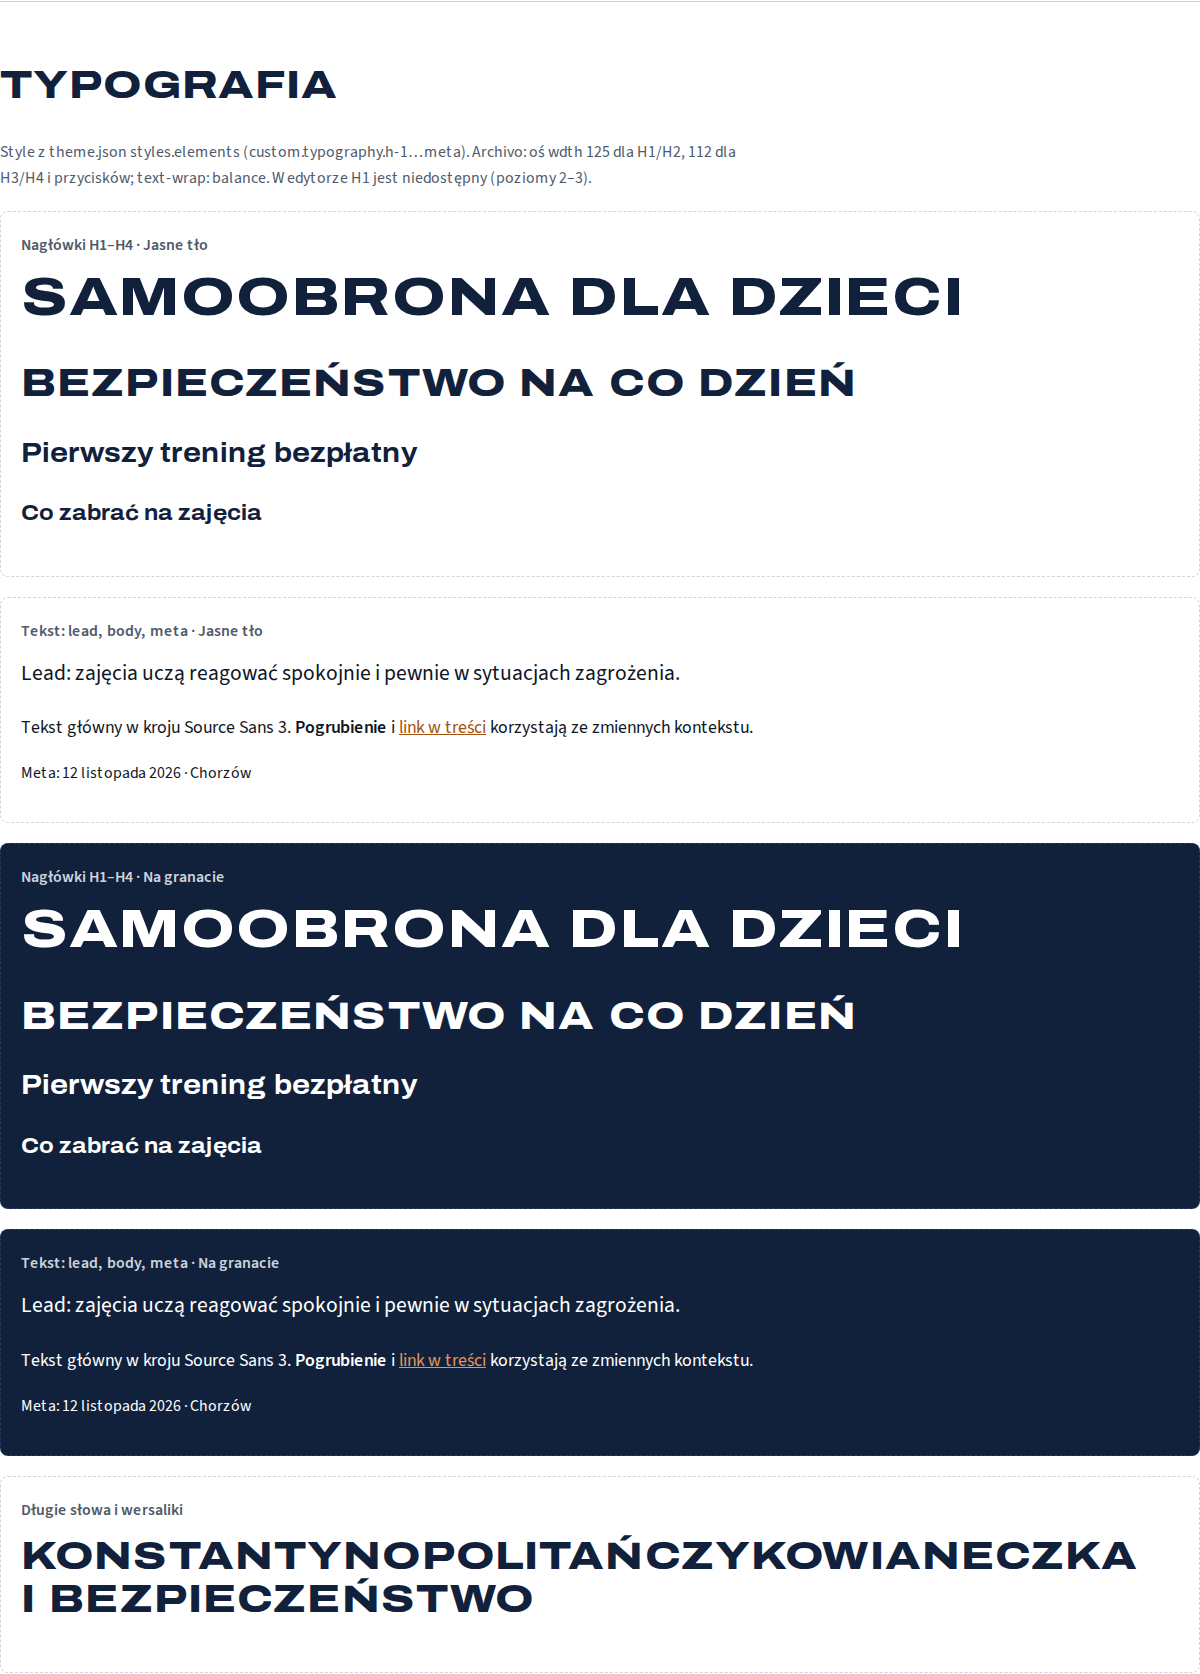 TYPOGRAFIA
Style z theme.json styles.elements (custom.typography.h-1…meta). Archivo: oś wdth 125 dla H1/H2, 112 dla
H3/H4 i przycisków; text-wrap: balance. W edytorze H1 jest niedostępny (poziomy 2–3).
Nagłówki H1–H4 · Jasne tło
SAMOOBRONA DLA DZIECI
BEZPIECZEŃSTWO NA CO DZIEŃ
Pierwszy trening bezpłatny
Co zabrać na zajęcia
Tekst: lead, body, meta · Jasne tło
Lead: zajęcia uczą reagować spokojnie i pewnie w sytuacjach zagrożenia.
Tekst główny w kroju Source Sans 3. Pogrubienie i link w treści korzystają ze zmiennych kontekstu.
Meta: 12 listopada 2026 · Chorzów
Nagłówki H1–H4 · Na granacie
SAMOOBRONA DLA DZIECI
BEZPIECZEŃSTWO NA CO DZIEŃ
Pierwszy trening bezpłatny
Co zabrać na zajęcia
Tekst: lead, body, meta · Na granacie
Lead: zajęcia uczą reagować spokojnie i pewnie w sytuacjach zagrożenia.
Tekst główny w kroju Source Sans 3. Pogrubienie i link w treści korzystają ze zmiennych kontekstu.
Meta: 12 listopada 2026 · Chorzów
Długie słowa i wersaliki
KONSTANTYNOPOLITAŃCZYKOWIANECZKA
I BEZPIECZEŃSTWO